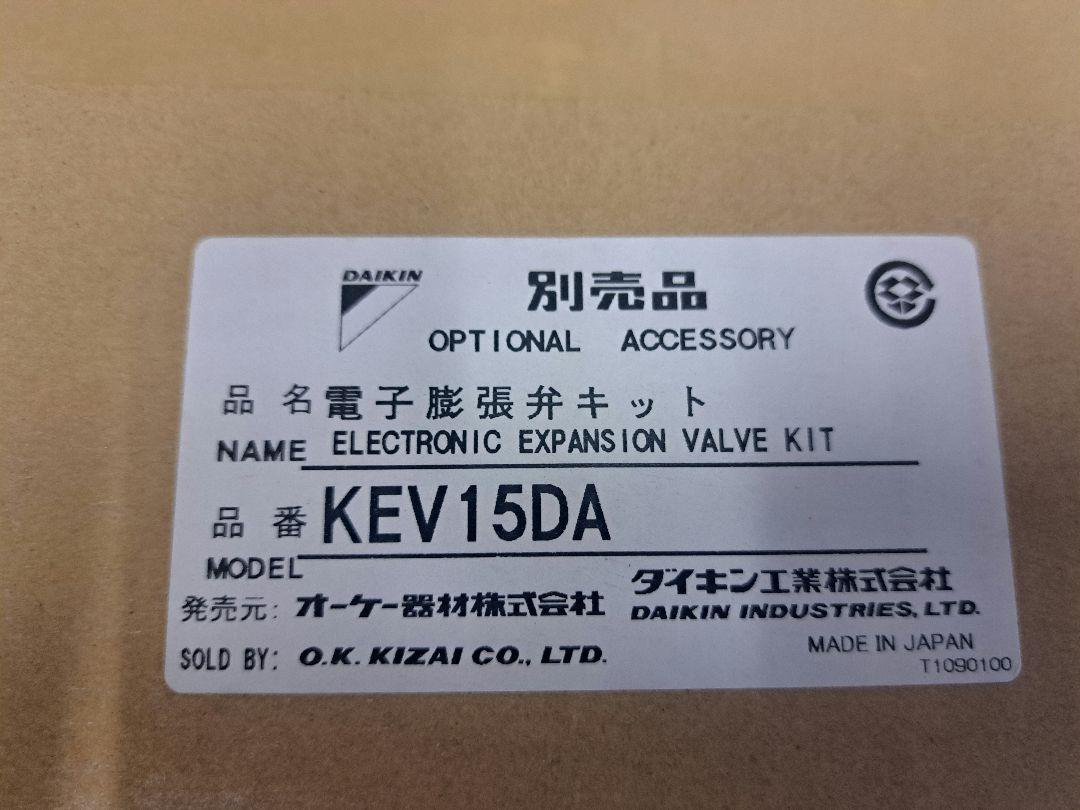 DAIKIN
別売品
OPTIONAL ACCESSORY
品名 電子膨張弁キット
NAME ELECTRONIC EXPANSION VALVE KIT
品番 KEV15DA
MODEL
発売元: オーケー器材株式会社
ダイキン工業株式会社
DAIKIN INDUSTRIES, LTD.
SOLD BY: O.K. KIZAI CO., LTD.
MADE IN JAPAN
T1090100